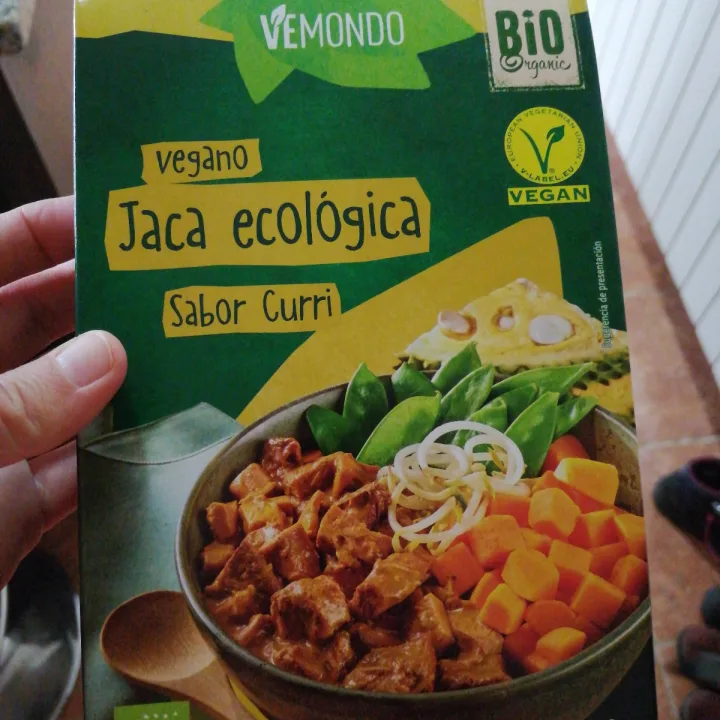 VEMONDO
BIO
Organic
EUROPEAN VEGETARIAN UNION
V-LABEL.EU
VEGAN
vegano
Jaca ecológica
Sabor Curri
Sugerencia de presentación